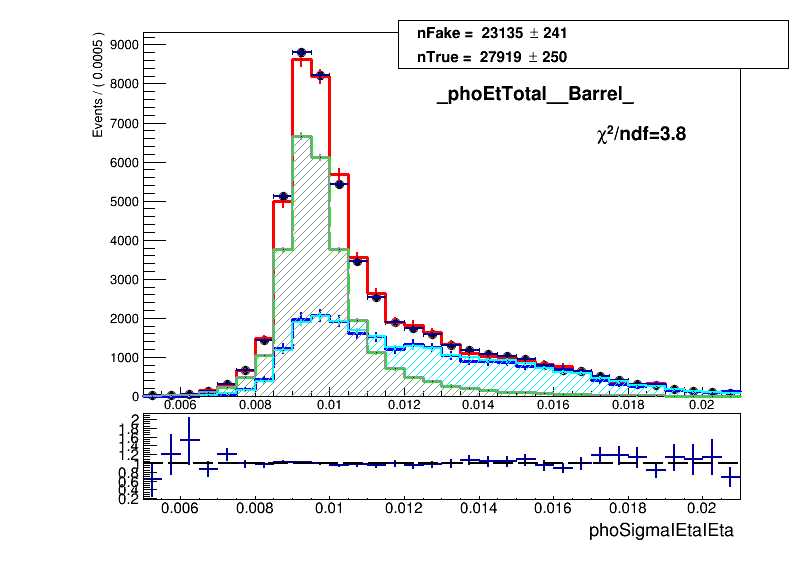 nFake = 23135 ± 241
nTrue = 27919 ± 250
_phoEtTotal__Barrel_
χ²/ndf=3.8
Events / ( 0.0005 )
9000
8000
7000
6000
5000
4000
3000
2000
1000
0
0.006 0.008 0.01 0.012 0.014 0.016 0.018 0.02
2
1.8
1.6
1.4
1.2
1
0.8
0.6
0.4
0.2
0.006 0.008 0.01 0.012 0.014 0.016 0.018 0.02
phoSigmaIEtaIEta